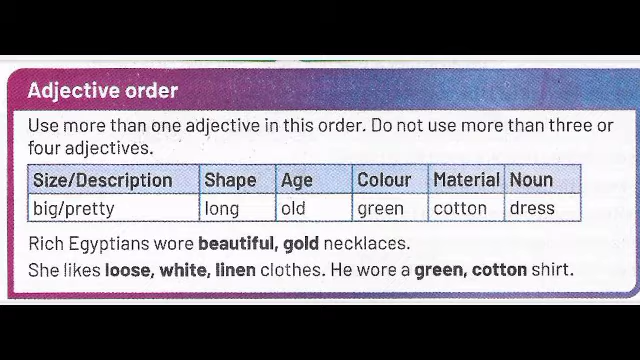 Adjective order
Use more than one adjective in this order. Do not use more than three or
four adjectives.
Size/Description Shape Age Colour Material Noun
big/pretty long old green cotton dress
Rich Egyptians wore beautiful, gold necklaces.
She likes loose, white, linen clothes. He wore a green, cotton shirt.